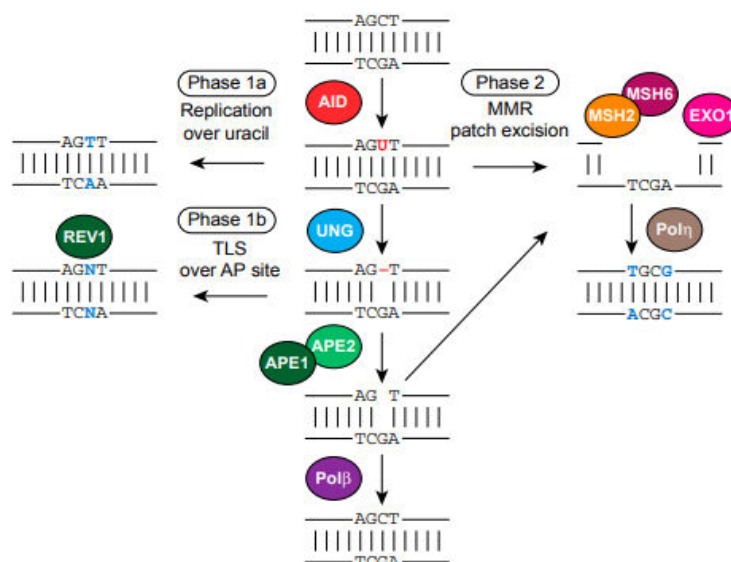 AGCT
TCGA
Phase 1a
Replication
over uracil
AID
Phase 2
MMR
patch excision
MSH6
MSH2
EXO1
AGTT
TCAA
AGUT
TCGA
TCGA
REV1
Phase 1b
TLS
over AP site
UNG
Polη
AGNT
TCNA
AG–T
TCGA
TGCG
ACGC
APE2
APE1
AG T
TCGA
Polβ
AGCT
TCGA